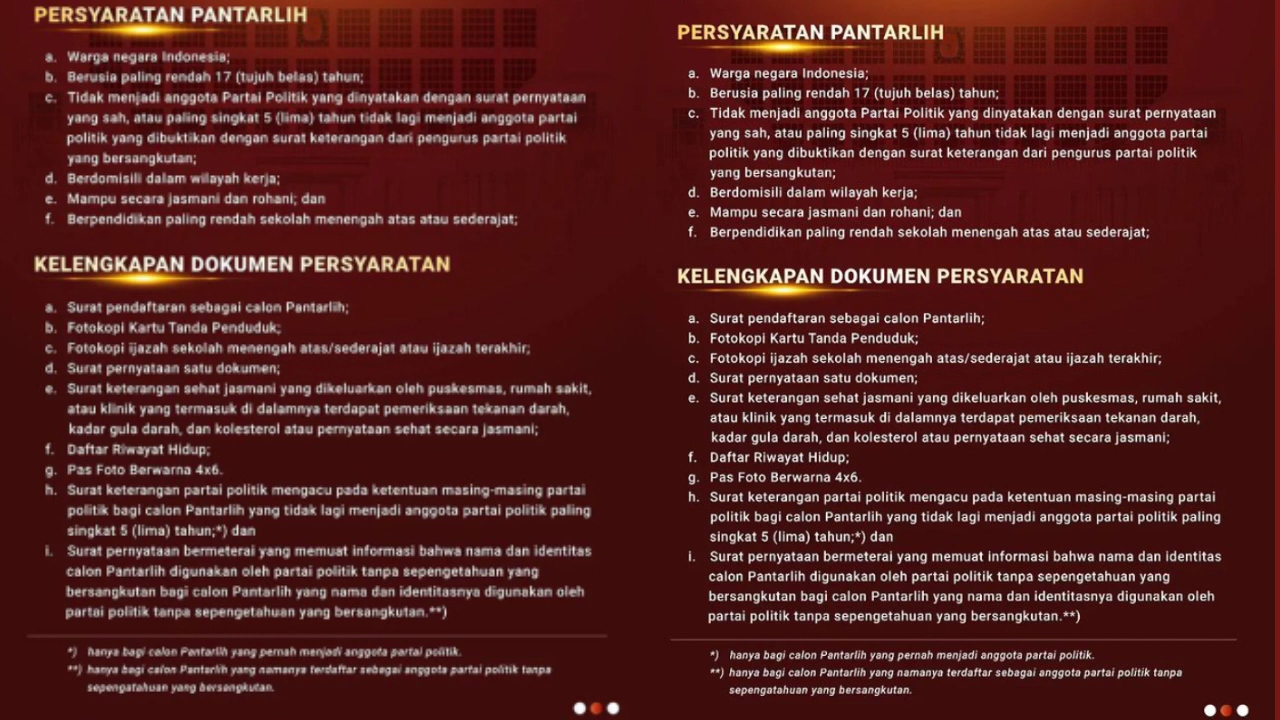 PERSYARATAN PANTARLIH
a. Warga negara Indonesia;
b. Berusia paling rendah 17 (tujuh belas) tahun;
c. Tidak menjadi anggota Partai Politik yang dinyatakan dengan surat pernyataan
yang sah, atau paling singkat 5 (lima) tahun tidak lagi menjadi anggota partai
politik yang dibuktikan dengan surat keterangan dari pengurus partai politik
yang bersangkutan;
d. Berdomisili dalam wilayah kerja;
e. Mampu secara jasmani dan rohani; dan
f. Berpendidikan paling rendah sekolah menengah atas atau sederajat;
KELENGKAPAN DOKUMEN PERSYARATAN
a. Surat pendaftaran sebagai calon Pantarlih;
b. Fotokopi Kartu Tanda Penduduk;
c. Fotokopi ijazah sekolah menengah atas/sederajat atau ijazah terakhir;
d. Surat pernyataan satu dokumen;
e. Surat keterangan sehat jasmani yang dikeluarkan oleh puskesmas, rumah sakit,
atau klinik yang termasuk di dalamnya terdapat pemeriksaan tekanan darah,
kadar gula darah, dan kolesterol atau pernyataan sehat secara jasmani;
f. Daftar Riwayat Hidup;
g. Pas Foto Berwarna 4x6.
h. Surat keterangan partai politik mengacu pada ketentuan masing-masing partai
politik bagi calon Pantarlih yang tidak lagi menjadi anggota partai politik paling
singkat 5 (lima) tahun;*) dan
i. Surat pernyataan bermeterai yang memuat informasi bahwa nama dan identitas
calon Pantarlih digunakan oleh partai politik tanpa sepengetahuan yang
bersangkutan bagi calon Pantarlih yang nama dan identitasnya digunakan oleh
partai politik tanpa sepengetahuan yang bersangkutan.**)
*) hanya bagi calon Pantarlih yang pernah menjadi anggota partai politik.
**) hanya bagi calon Pantarlih yang namanya terdaftar sebagai anggota partai politik tanpa
sepengatahuan yang bersangkutan.
PERSYARATAN PANTARLIH
a. Warga negara Indonesia;
b. Berusia paling rendah 17 (tujuh belas) tahun;
c. Tidak menjadi anggota Partai Politik yang dinyatakan dengan surat pernyataan
yang sah, atau paling singkat 5 (lima) tahun tidak lagi menjadi anggota partai
politik yang dibuktikan dengan surat keterangan dari pengurus partai politik
yang bersangkutan;
d. Berdomisili dalam wilayah kerja;
e. Mampu secara jasmani dan rohani; dan
f. Berpendidikan paling rendah sekolah menengah atas atau sederajat;
KELENGKAPAN DOKUMEN PERSYARATAN
a. Surat pendaftaran sebagai calon Pantarlih;
b. Fotokopi Kartu Tanda Penduduk;
c. Fotokopi ijazah sekolah menengah atas/sederajat atau ijazah terakhir;
d. Surat pernyataan satu dokumen;
e. Surat keterangan sehat jasmani yang dikeluarkan oleh puskesmas, rumah sakit,
atau klinik yang termasuk di dalamnya terdapat pemeriksaan tekanan darah,
kadar gula darah, dan kolesterol atau pernyataan sehat secara jasmani;
f. Daftar Riwayat Hidup;
g. Pas Foto Berwarna 4x6.
h. Surat keterangan partai politik mengacu pada ketentuan masing-masing partai
politik bagi calon Pantarlih yang tidak lagi menjadi anggota partai politik paling
singkat 5 (lima) tahun;*) dan
i. Surat pernyataan bermeterai yang memuat informasi bahwa nama dan identitas
calon Pantarlih digunakan oleh partai politik tanpa sepengetahuan yang
bersangkutan bagi calon Pantarlih yang nama dan identitasnya digunakan oleh
partai politik tanpa sepengetahuan yang bersangkutan.**)
*) hanya bagi calon Pantarlih yang pernah menjadi anggota partai politik.
**) hanya bagi calon Pantarlih yang namanya terdaftar sebagai anggota partai politik tanpa
sepengatahuan yang bersangkutan.